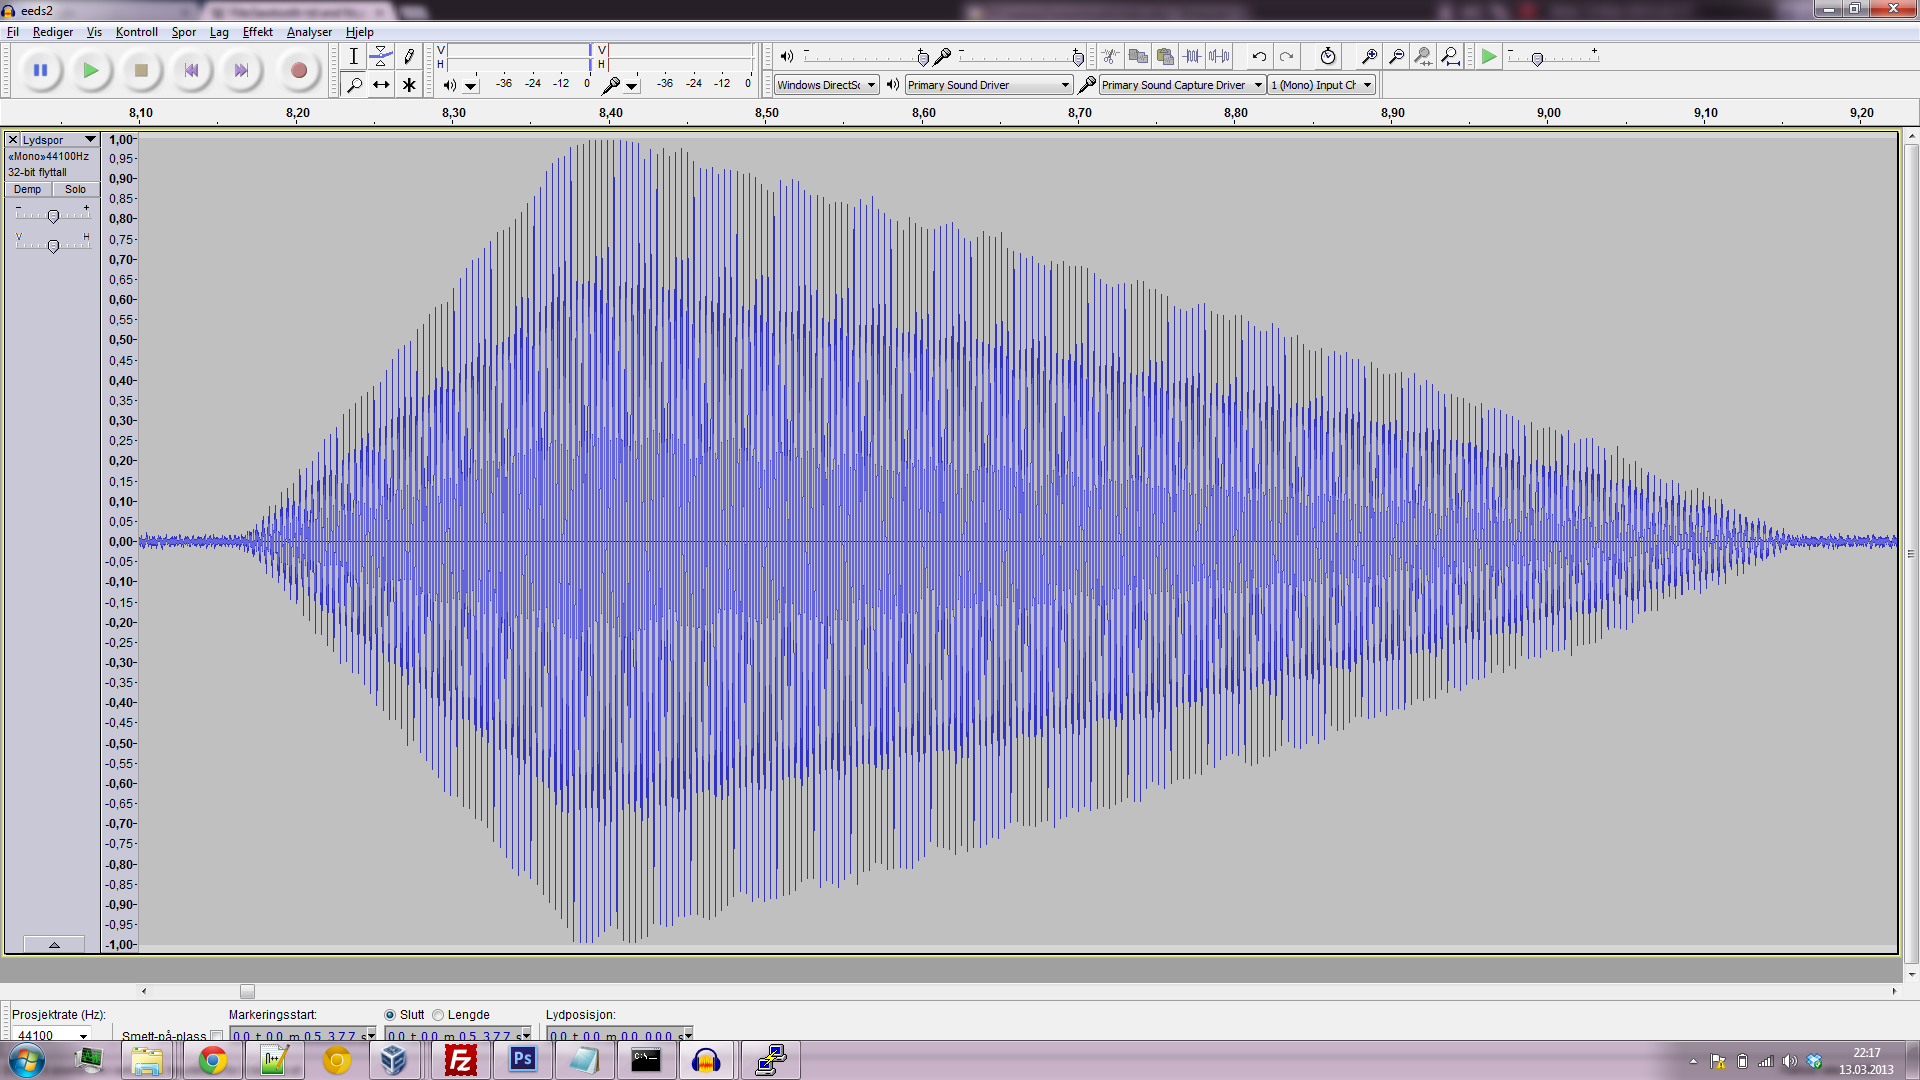 eeds2
Fil Rediger Vis Kontroll Spor Lag Effekt Analyser Hjelp
V
H
-36 -24 -12 0
V
H
-36 -24 -12 0
Windows DirectSc
Primary Sound Driver
Primary Sound Capture Driver
1 (Mono) Input Ch
8,10 8,20 8,30 8,40 8,50 8,60 8,70 8,80 8,90 9,00 9,10 9,20
Lydspor
«Mono»44100Hz
32-bit flyttall
Demp Solo
- +
V H
1,00
0,95
0,90
0,85
0,80
0,75
0,70
0,65
0,60
0,55
0,50
0,45
0,40
0,35
0,30
0,25
0,20
0,15
0,10
0,05
0,00
-0,05
-0,10
-0,15
-0,20
-0,25
-0,30
-0,35
-0,40
-0,45
-0,50
-0,55
-0,60
-0,65
-0,70
-0,75
-0,80
-0,85
-0,90
-0,95
-1,00
Prosjektrate (Hz):
44100
Smett-på-plass
Markeringsstart:
00 t 00 m 05.377 s
Slutt Lengde
00 t 00 m 05.377 s
Lydposisjon:
00 t 00 m 00.000 s
Fz
Ps
C:\
22:17
13.03.2013